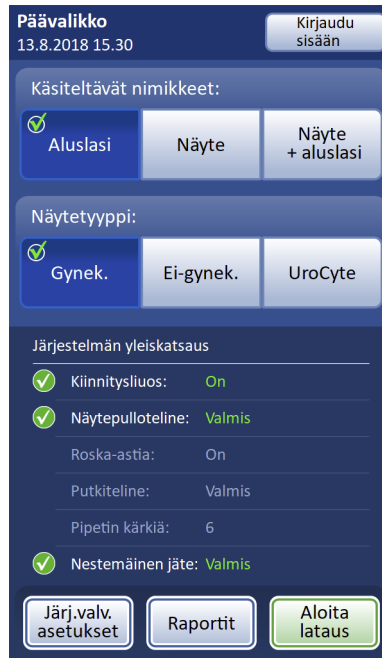 Päävalikko
13.8.2018 15.30
Kirjaudu
sisään
Käsiteltävät nimikkeet:
Aluslasi
Näyte
Näyte
+ aluslasi
Näytetyyppi:
Gynek.
Ei-gynek.
UroCyte
Järjestelmän yleiskatsaus
Kiinnitysliuos: On
Näytepulloteline: Valmis
Roska-astia: On
Putkiteline: Valmis
Pipetin kärkiä: 6
Nestemäinen jäte: Valmis
Järj.valv.
asetukset
Raportit
Aloita
lataus